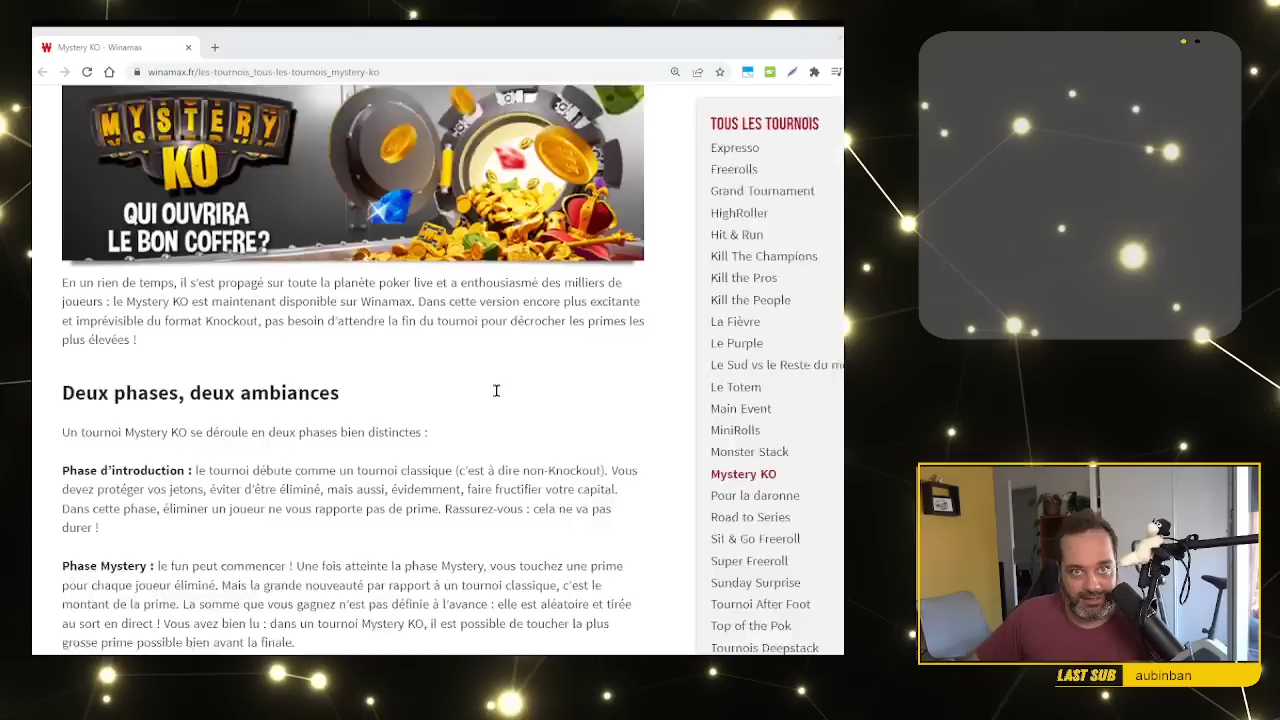 Mystery KO - Winamax
winamax.fr/les-tournois_tous-les-tournois_mystery-ko
MYSTERY
KO
QUI OUVRIRA
LE BON COFFRE?
En un rien de temps, il s'est propagé sur toute la planète poker live et a enthousiasmé des milliers de
joueurs : le Mystery KO est maintenant disponible sur Winamax. Dans cette version encore plus excitante
et imprévisible du format Knockout, pas besoin d'attendre la fin du tournoi pour décrocher les primes les
plus élevées !
Deux phases, deux ambiances
Un tournoi Mystery KO se déroule en deux phases bien distinctes :
Phase d'introduction : le tournoi débute comme un tournoi classique (c'est à dire non-Knockout). Vous
devez protéger vos jetons, éviter d'être éliminé, mais aussi, évidemment, faire fructifier votre capital.
Dans cette phase, éliminer un joueur ne vous rapporte pas de prime. Rassurez-vous : cela ne va pas
durer !
Phase Mystery : le fun peut commencer ! Une fois atteinte la phase Mystery, vous touchez une prime
pour chaque joueur éliminé. Mais la grande nouveauté par rapport à un tournoi classique, c'est le
montant de la prime. La somme que vous gagnez n'est pas définie à l'avance : elle est aléatoire et tirée
au sort en direct ! Vous avez bien lu : dans un tournoi Mystery KO, il est possible de toucher la plus
grosse prime possible bien avant la finale.
TOUS LES TOURNOIS
Expresso
Freerolls
Grand Tournament
HighRoller
Hit & Run
Kill The Champions
Kill the Pros
Kill the People
La Fièvre
Le Purple
Le Sud vs le Reste du m
Le Totem
Main Event
MiniRolls
Monster Stack
Mystery KO
Pour la daronne
Road to Series
Sit & Go Freeroll
Super Freeroll
Sunday Surprise
Tournoi After Foot
Top of the Pok
Tournois Deepstack
LAST SUB aubinban